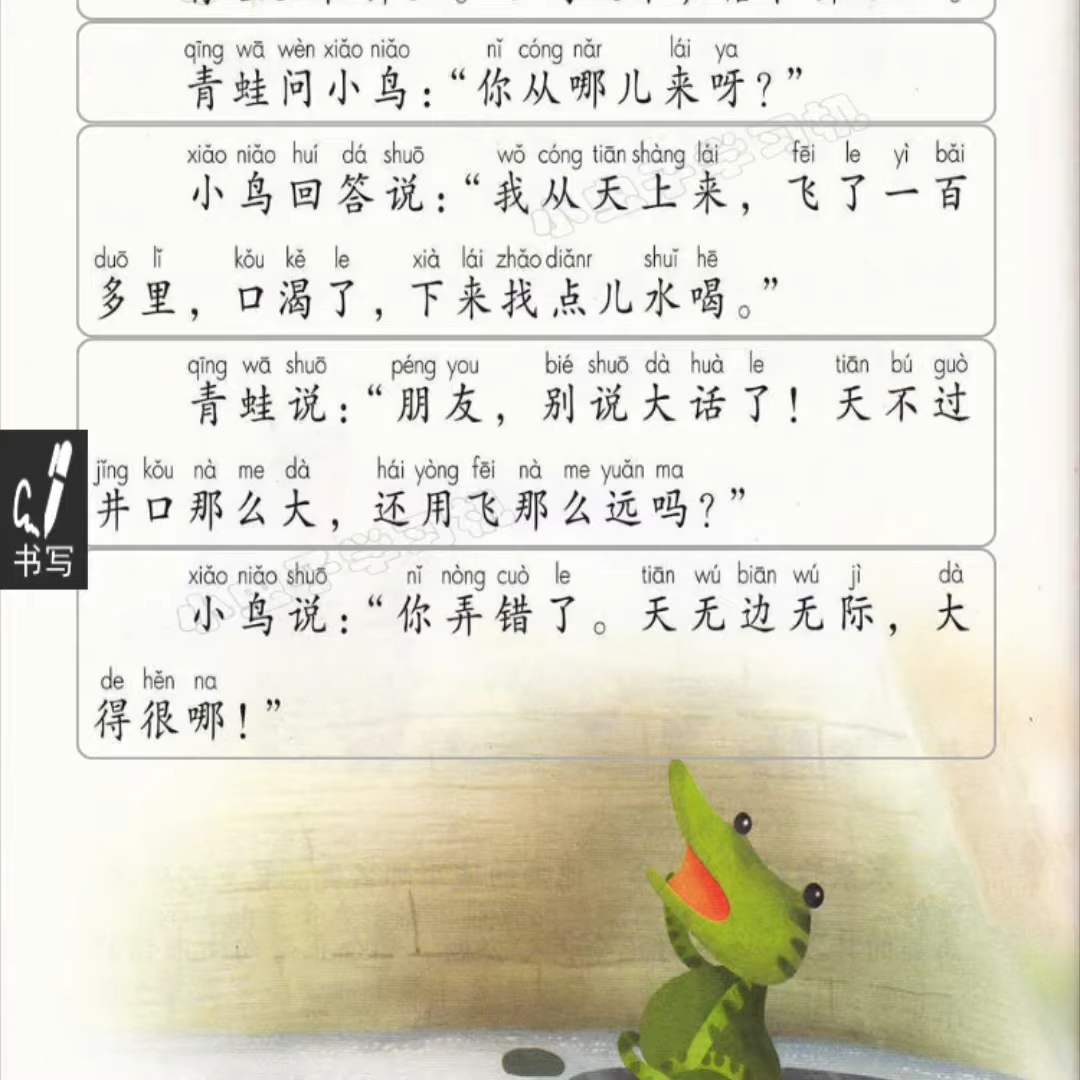 qīng wā wèn xiǎo niǎo nǐ cóng nǎr lái ya
青蛙问小鸟：“你从哪儿来呀？”
xiǎo niǎo huí dá shuō wǒ cóng tiān shàng lái fēi le yì bǎi
小鸟回答说：“我从天上来，飞了一百
duō lǐ kǒu kě le xià lái zhǎo diǎnr shuǐ hē
多里，口渴了，下来找点儿水喝。”
qīng wā shuō péng you bié shuō dà huà le tiān bú guò
青蛙说：“朋友，别说大话了！天不过
jǐng kǒu nà me dà hái yòng fēi nà me yuǎn ma
井口那么大，还用飞那么远吗？”
书写
xiǎo niǎo shuō nǐ nòng cuò le tiān wú biān wú jì dà
小鸟说：“你弄错了。天无边无际，大
de hěn na
得很哪！”